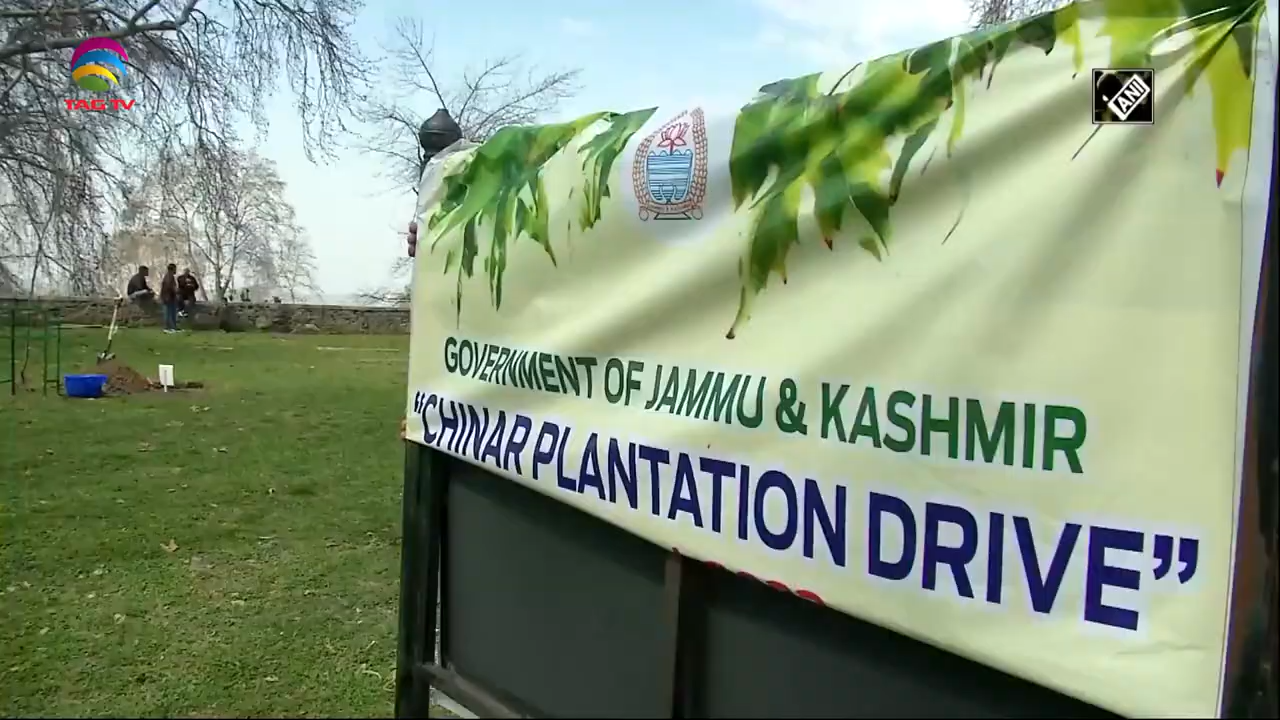 TAG TV
ANI
GOVERNMENT OF JAMMU & KASHMIR
“CHINAR PLANTATION DRIVE”